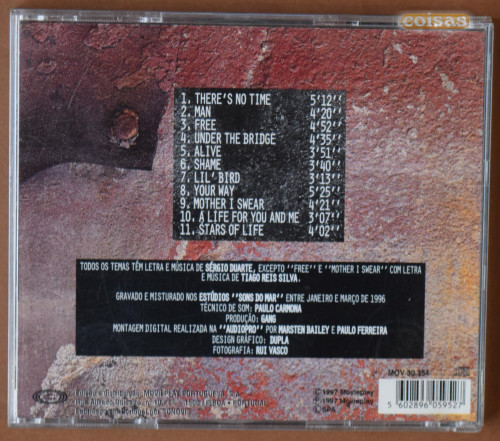 coisas
1. THERE'S NO TIME 5'12''
2. MAN 4'20''
3. FREE 4'52''
4. UNDER THE BRIDGE 4'35''
5. ALIVE 3'51''
6. SHAME 3'40''
7. LIL' BIRD 3'13''
8. YOUR WAY 5'25''
9. MOTHER I SWEAR 4'21''
10. A LIFE FOR YOU AND ME 3'07''
11. STARS OF LIFE 4'02''
TODOS OS TEMAS TÊM LETRA E MÚSICA DE SÉRGIO DUARTE, EXCEPTO ''FREE'' E ''MOTHER I SWEAR'' COM LETRA
E MÚSICA DE TIAGO REIS SILVA.
GRAVADO E MISTURADO NOS ESTÚDIOS ''SONS DO MAR'' ENTRE JANEIRO E MARÇO DE 1996
TÉCNICO DE SOM: PAULO CARMONA
PRODUÇÃO: GANG
MONTAGEM DIGITAL REALIZADA NA ''AUDIOPRO'' POR MARSTEN BAILEY E PAULO FERREIRA
DESIGN GRÁFICO: DUPLA
FOTOGRAFIA: RUI VASCO
MOV 30.354
℗ 1997 Movieplay
© 1997 Movieplay
SPA
5 602896 059527